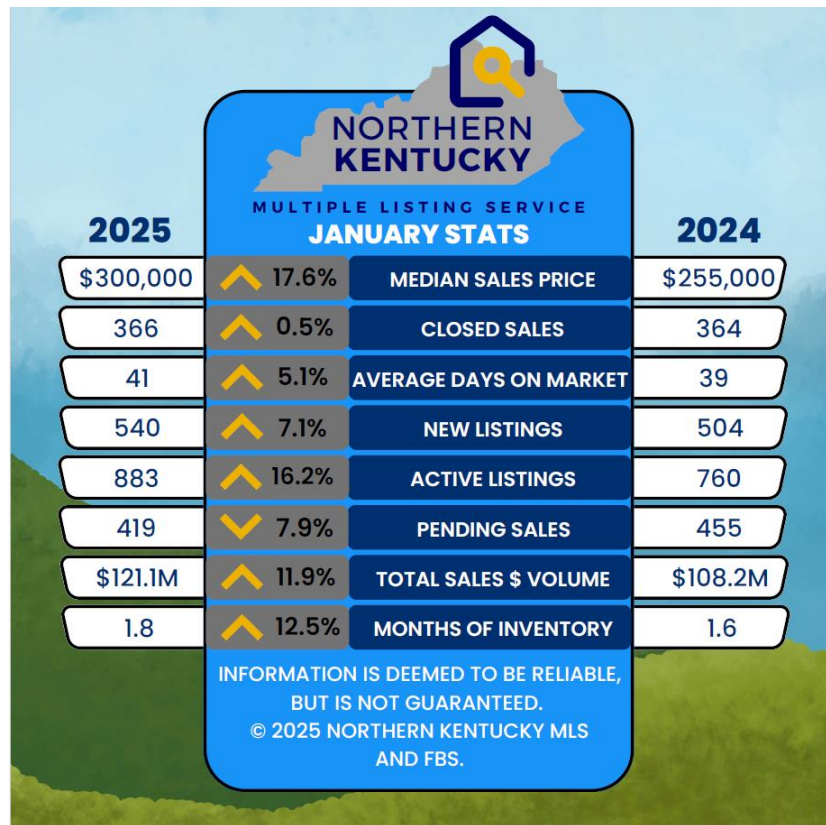 NORTHERN
KENTUCKY
MULTIPLE LISTING SERVICE
2025 JANUARY STATS 2024
$300,000 17.6% MEDIAN SALES PRICE $255,000
366 0.5% CLOSED SALES 364
41 5.1% AVERAGE DAYS ON MARKET 39
540 7.1% NEW LISTINGS 504
883 16.2% ACTIVE LISTINGS 760
419 7.9% PENDING SALES 455
$121.1M 11.9% TOTAL SALES $ VOLUME $108.2M
1.8 12.5% MONTHS OF INVENTORY 1.6
INFORMATION IS DEEMED TO BE RELIABLE,
BUT IS NOT GUARANTEED.
© 2025 NORTHERN KENTUCKY MLS
AND FBS.